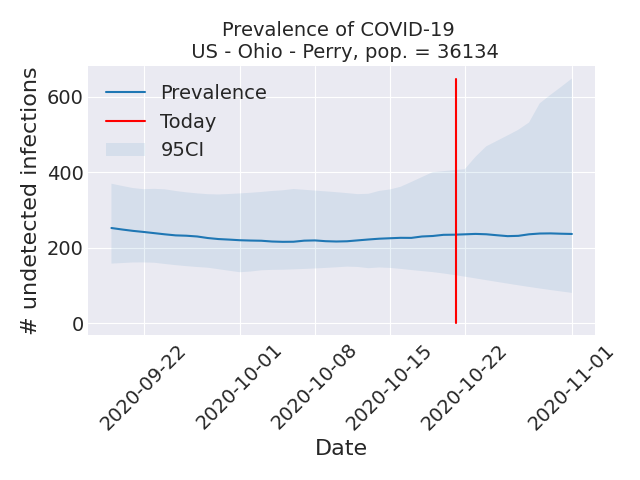 Prevalence of COVID-19
US - Ohio - Perry, pop. = 36134
# undetected infections
600
400
200
0
Prevalence
Today
95CI
2020-09-22
2020-10-01
2020-10-08
2020-10-15
2020-10-22
2020-11-01
Date